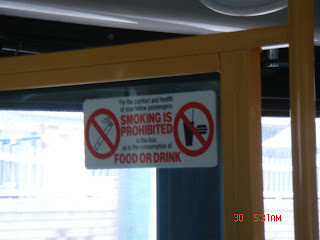 For the comfort and health
of your fellow passengers
SMOKING IS
PROHIBITED
in this bus,
as is the consumption of
FOOD OR DRINK
30 5:31AM